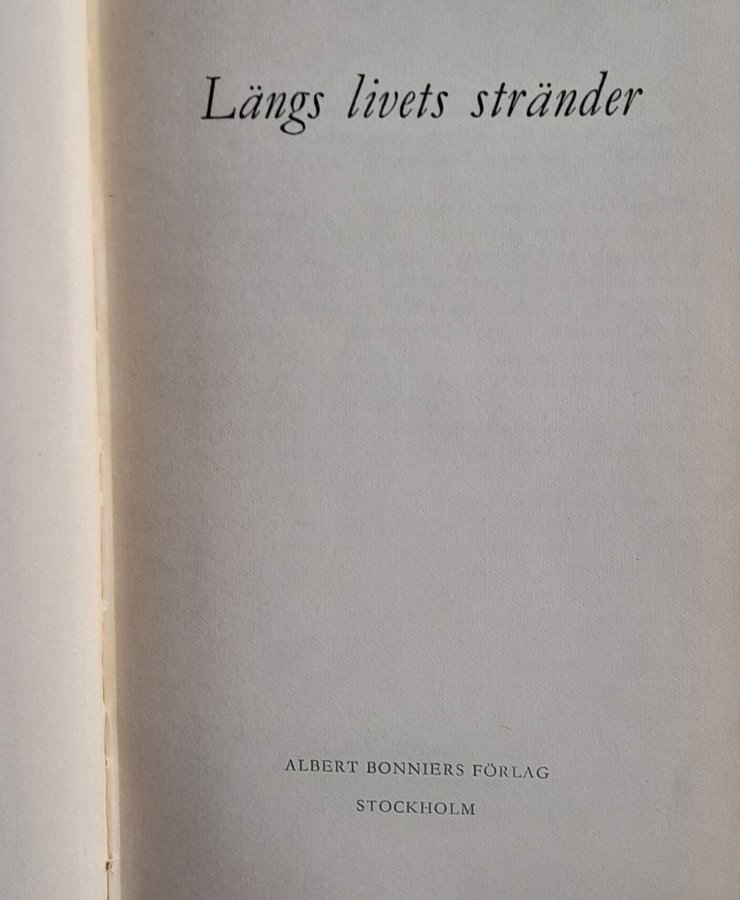 Längs livets stränder
ALBERT BONNIERS FÖRLAG
STOCKHOLM